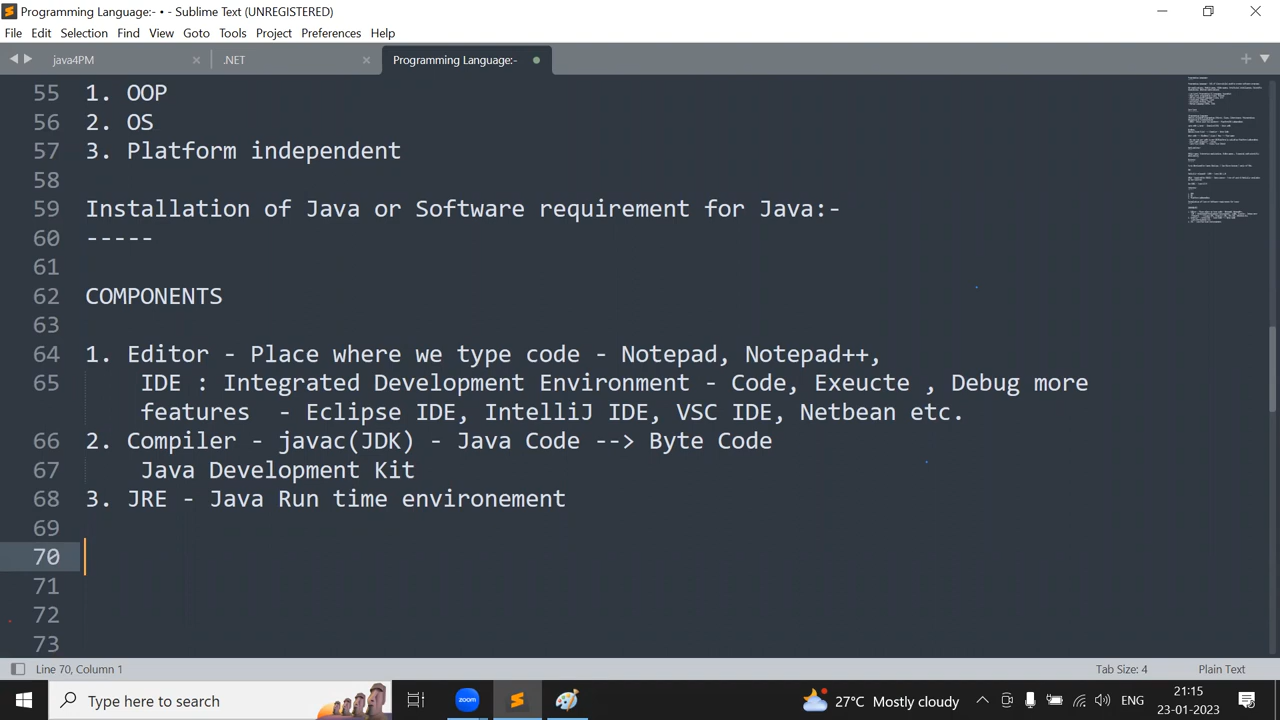 Programming Language:- • - Sublime Text (UNREGISTERED)
File Edit Selection Find View Goto Tools Project Preferences Help
java4PM .NET Programming Language:-
55 1. OOP
56 2. OS
57 3. Platform independent
58
59 Installation of Java or Software requirement for Java:-
60 -----
61
62 COMPONENTS
63
64 1. Editor - Place where we type code - Notepad, Notepad++,
65 IDE : Integrated Development Environment - Code, Exeucte , Debug more
features  - Eclipse IDE, IntelliJ IDE, VSC IDE, Netbean etc.
66 2. Compiler - javac(JDK) - Java Code --> Byte Code
67 Java Development Kit
68 3. JRE - Java Run time environement
69
70
71
72
73
Line 70, Column 1 Tab Size: 4 Plain Text
Type here to search zoom 27°C Mostly cloudy ENG 21:15
23-01-2023